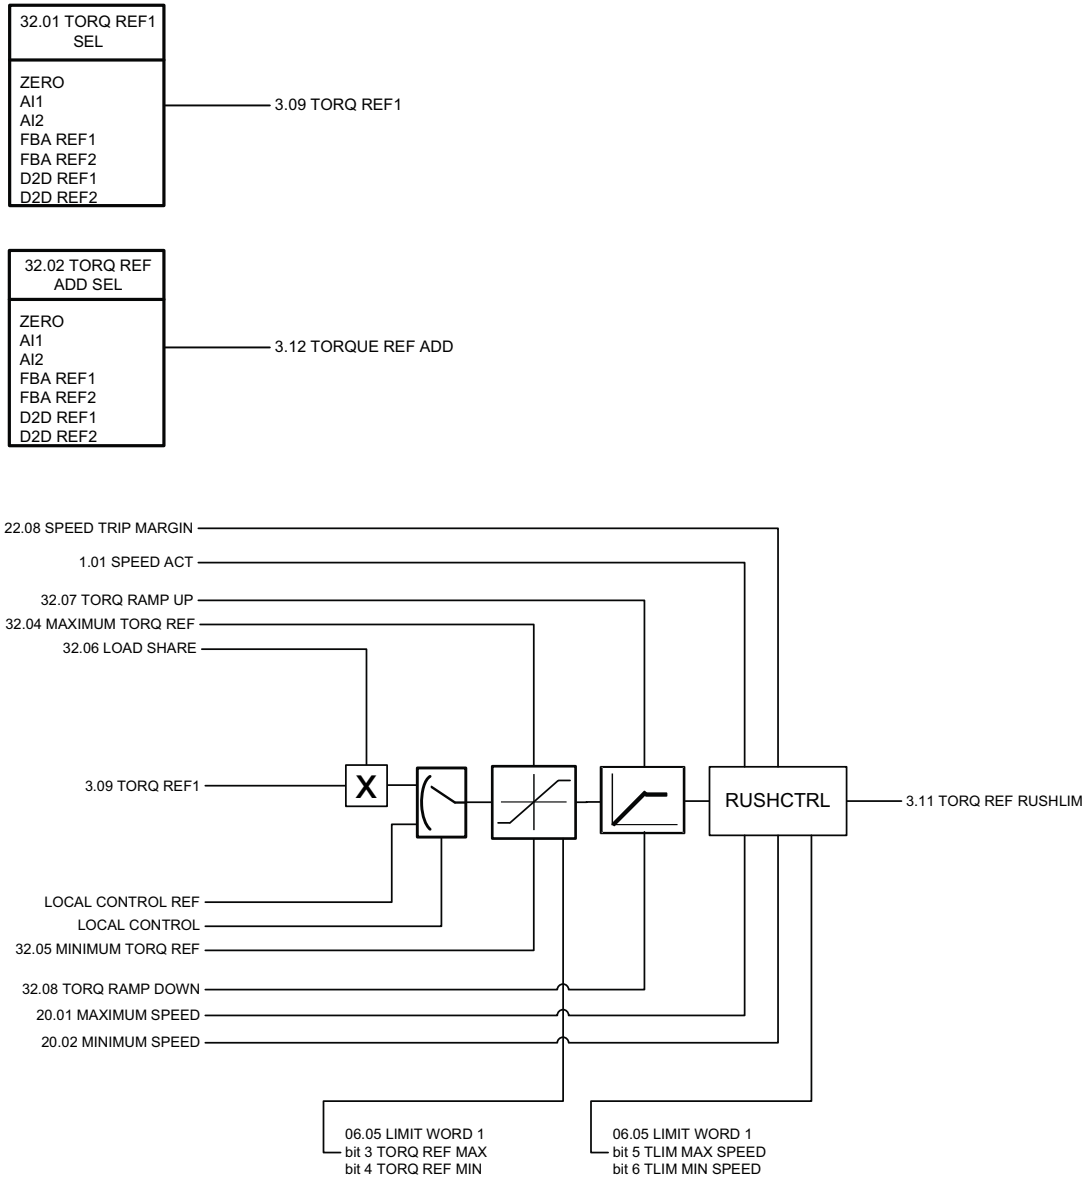 32.01 TORQ REF1
SEL
ZERO
AI1
AI2
FBA REF1
FBA REF2
D2D REF1
D2D REF2
3.09 TORQ REF1
32.02 TORQ REF
ADD SEL
ZERO
AI1
AI2
FBA REF1
FBA REF2
D2D REF1
D2D REF2
3.12 TORQUE REF ADD
22.08 SPEED TRIP MARGIN
1.01 SPEED ACT
32.07 TORQ RAMP UP
32.04 MAXIMUM TORQ REF
32.06 LOAD SHARE
3.09 TORQ REF1
X
RUSHCTRL
3.11 TORQ REF RUSHLIM
LOCAL CONTROL REF
LOCAL CONTROL
32.05 MINIMUM TORQ REF
32.08 TORQ RAMP DOWN
20.01 MAXIMUM SPEED
20.02 MINIMUM SPEED
06.05 LIMIT WORD 1
bit 3 TORQ REF MAX
bit 4 TORQ REF MIN
06.05 LIMIT WORD 1
bit 5 TLIM MAX SPEED
bit 6 TLIM MIN SPEED